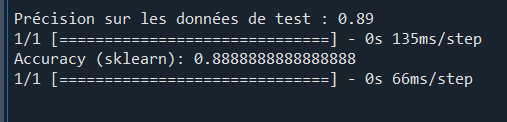 Précision sur les données de test : 0.89
1/1 [==============================] - 0s 135ms/step
Accuracy (sklearn): 0.8888888888888888
1/1 [==============================] - 0s 66ms/step